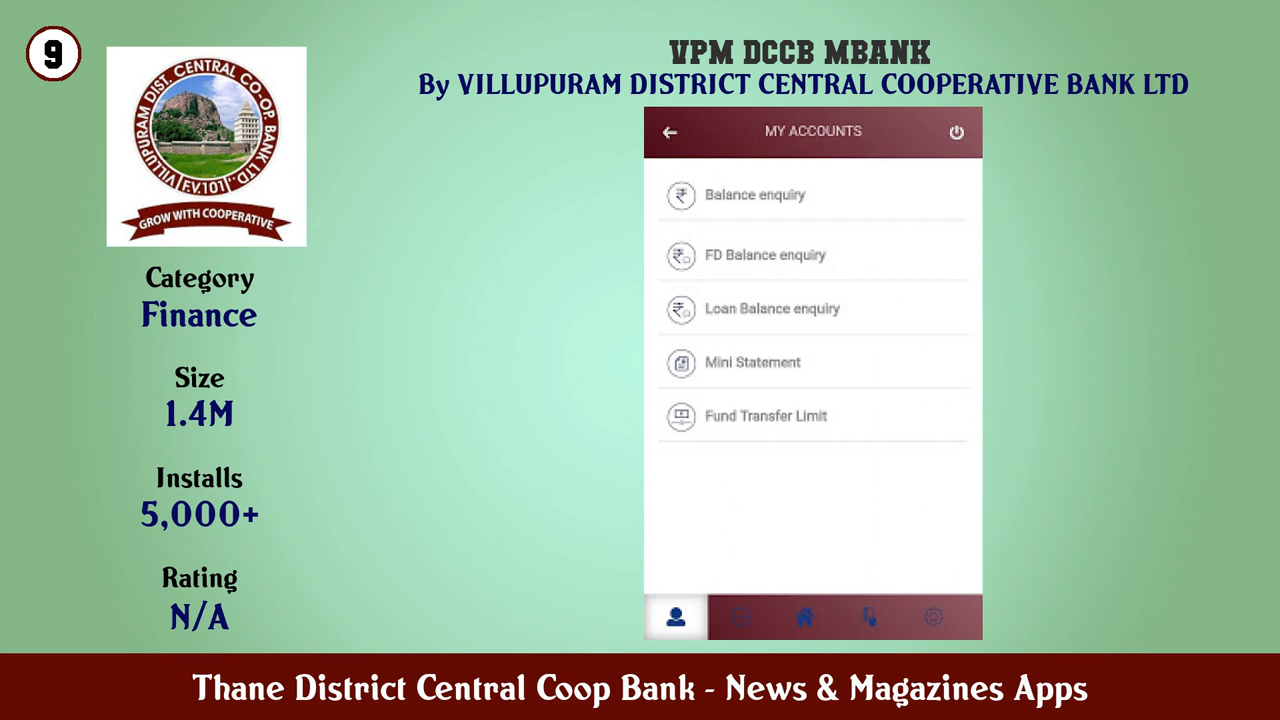 9
VILLUPURAM DIST. CENTRAL CO-OP. BANK LTD.,
F.V.101
GROW WITH COOPERATIVE
VPM DCCB MBANK
By VILLUPURAM DISTRICT CENTRAL COOPERATIVE BANK LTD
MY ACCOUNTS
Balance enquiry
FD Balance enquiry
Loan Balance enquiry
Mini Statement
Fund Transfer Limit
Category
Finance
Size
1.4M
Installs
5,000+
Rating
N/A
Thane District Central Coop Bank - News & Magazines Apps